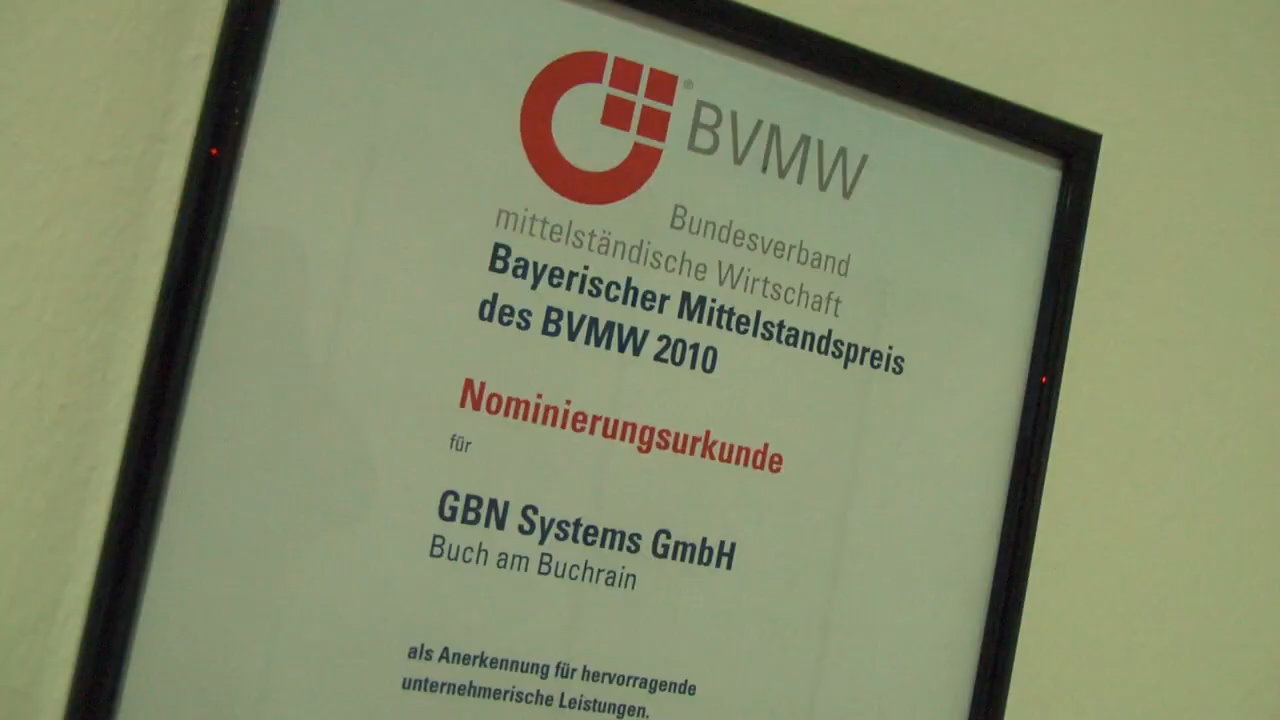 BVMW
Bundesverband
mittelständische Wirtschaft
Bayerischer Mittelstandspreis
des BVMW 2010
Nominierungsurkunde
für
GBN Systems GmbH
Buch am Buchrain
als Anerkennung für hervorragende
unternehmerische Leistungen.